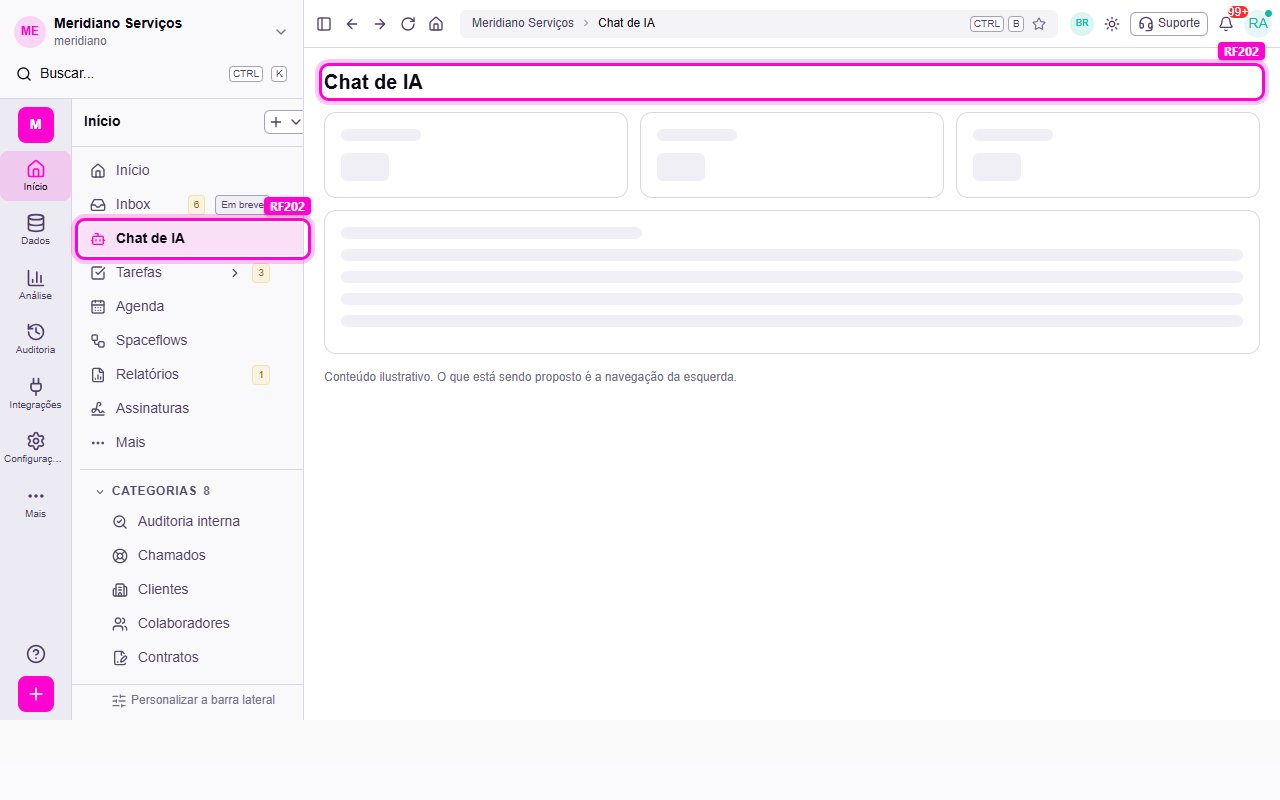 ME
Meridiano Serviços
meridiano
Buscar...
CTRL K
M
Início
Dados
Análise
Auditoria
Integrações
Configuraç...
Mais
Início
Início
Inbox 6 Em breve
RF202
Chat de IA
Tarefas 3
Agenda
Spaceflows
Relatórios 1
Assinaturas
Mais
CATEGORIAS 8
Auditoria interna
Chamados
Clientes
Colaboradores
Contratos
Personalizar a barra lateral
Meridiano Serviços > Chat de IA
CTRL B
BR
Suporte
99+
RA
RF202
Chat de IA
Conteúdo ilustrativo. O que está sendo proposto é a navegação da esquerda.